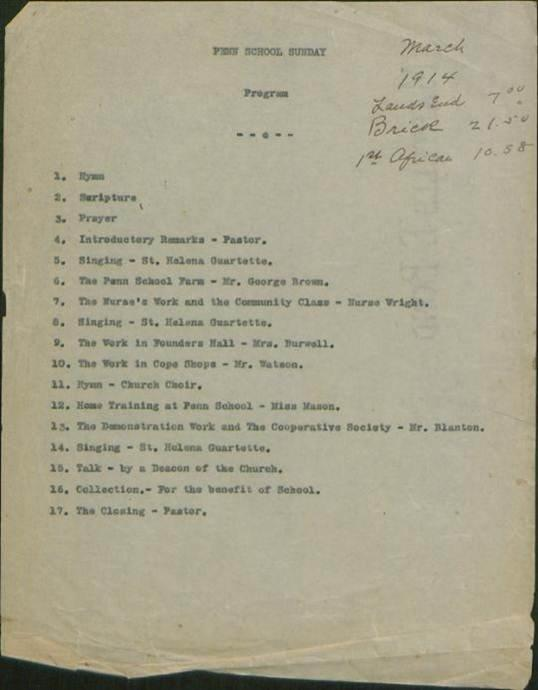 PENN SCHOOL SUNDAY
Program
- - o - -
March
1914
Lands End 7.00
Brick 21.50
1st African 10.58
1. Hymn
2. Scripture
3. Prayer
4. Introductory Remarks - Pastor.
5. Singing - St. Helena Quartette.
6. The Penn School Farm - Mr. George Brown.
7. The Nurse's Work and the Community Class - Nurse Wright.
8. Singing - St. Helena Quartette.
9. The Work in Founders Hall - Mrs. Burwell.
10. The Work in Cope Shops - Mr. Watson.
11. Hymn - Church Choir.
12. Home Training at Penn School - Miss Mason.
13. The Demonstration Work and The Cooperative Society - Mr. Blanton.
14. Singing - St. Helena Quartette.
15. Talk - by a Deacon of the Church.
16. Collection.- For the benefit of School.
17. The Closing - Pastor.